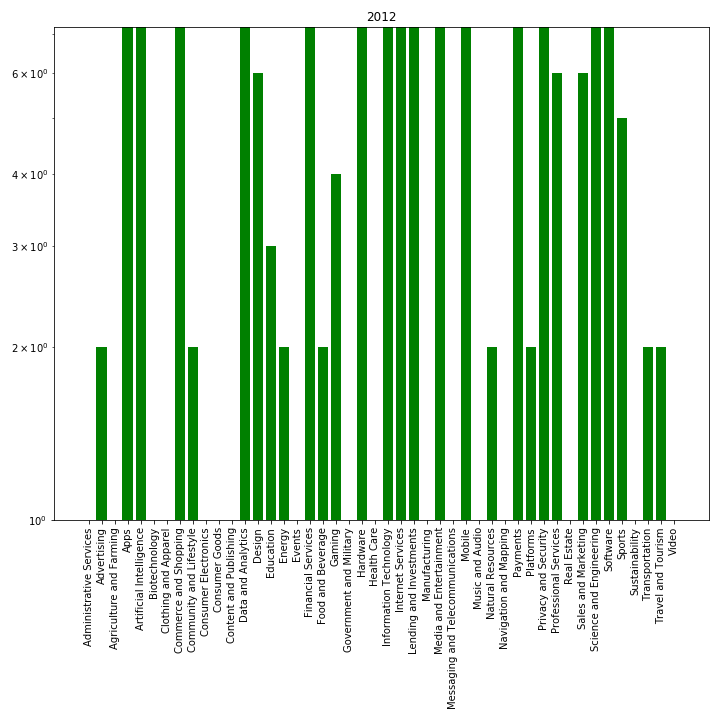 2012
6 × 10⁰
4 × 10⁰
3 × 10⁰
2 × 10⁰
10⁰
Administrative Services
Advertising
Agriculture and Farming
Apps
Artificial Intelligence
Biotechnology
Clothing and Apparel
Commerce and Shopping
Community and Lifestyle
Consumer Electronics
Consumer Goods
Content and Publishing
Data and Analytics
Design
Education
Energy
Events
Financial Services
Food and Beverage
Gaming
Government and Military
Hardware
Health Care
Information Technology
Internet Services
Lending and Investments
Manufacturing
Media and Entertainment
Messaging and Telecommunications
Mobile
Music and Audio
Natural Resources
Navigation and Mapping
Payments
Platforms
Privacy and Security
Professional Services
Real Estate
Sales and Marketing
Science and Engineering
Software
Sports
Sustainability
Transportation
Travel and Tourism
Video